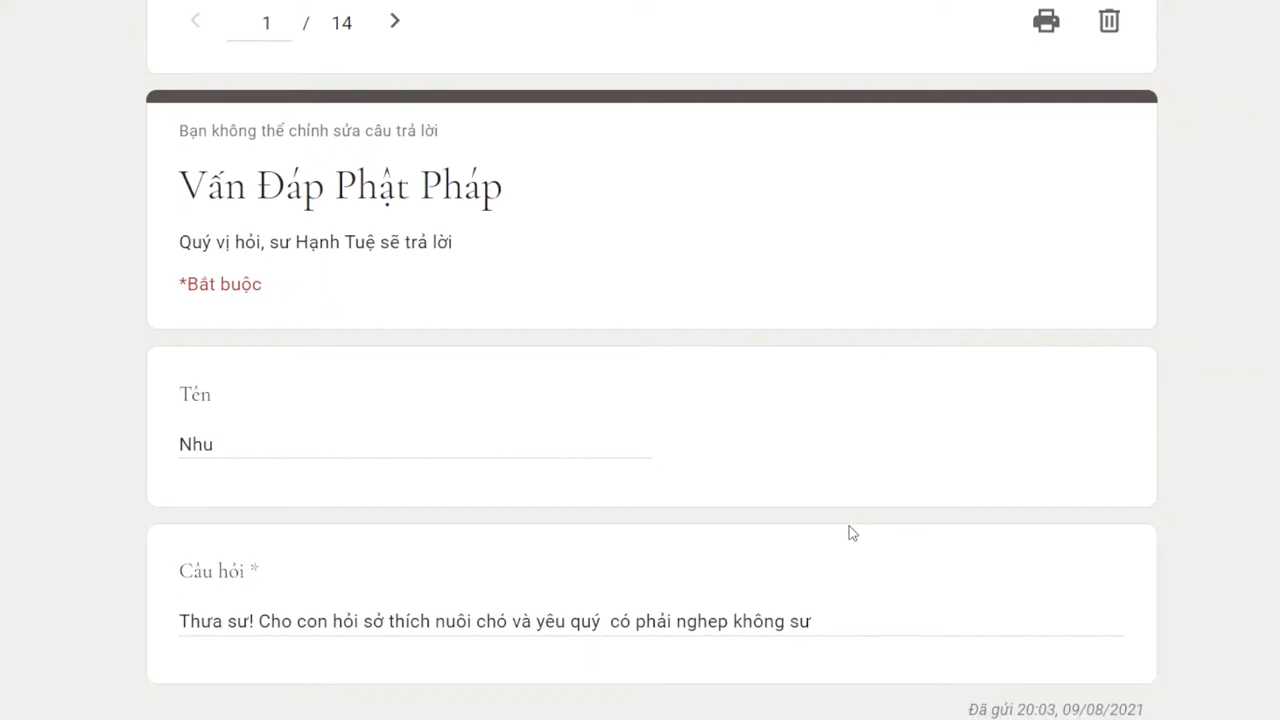 1 / 14
Bạn không thể chỉnh sửa câu trả lời
Vấn Đáp Phật Pháp
Quý vị hỏi, sư Hạnh Tuệ sẽ trả lời
*Bắt buộc
Tên
Nhu
Câu hỏi *
Thưa sư! Cho con hỏi sở thích nuôi chó và yêu quý  có phải nghep không sư
Đã gửi 20:03, 09/08/2021